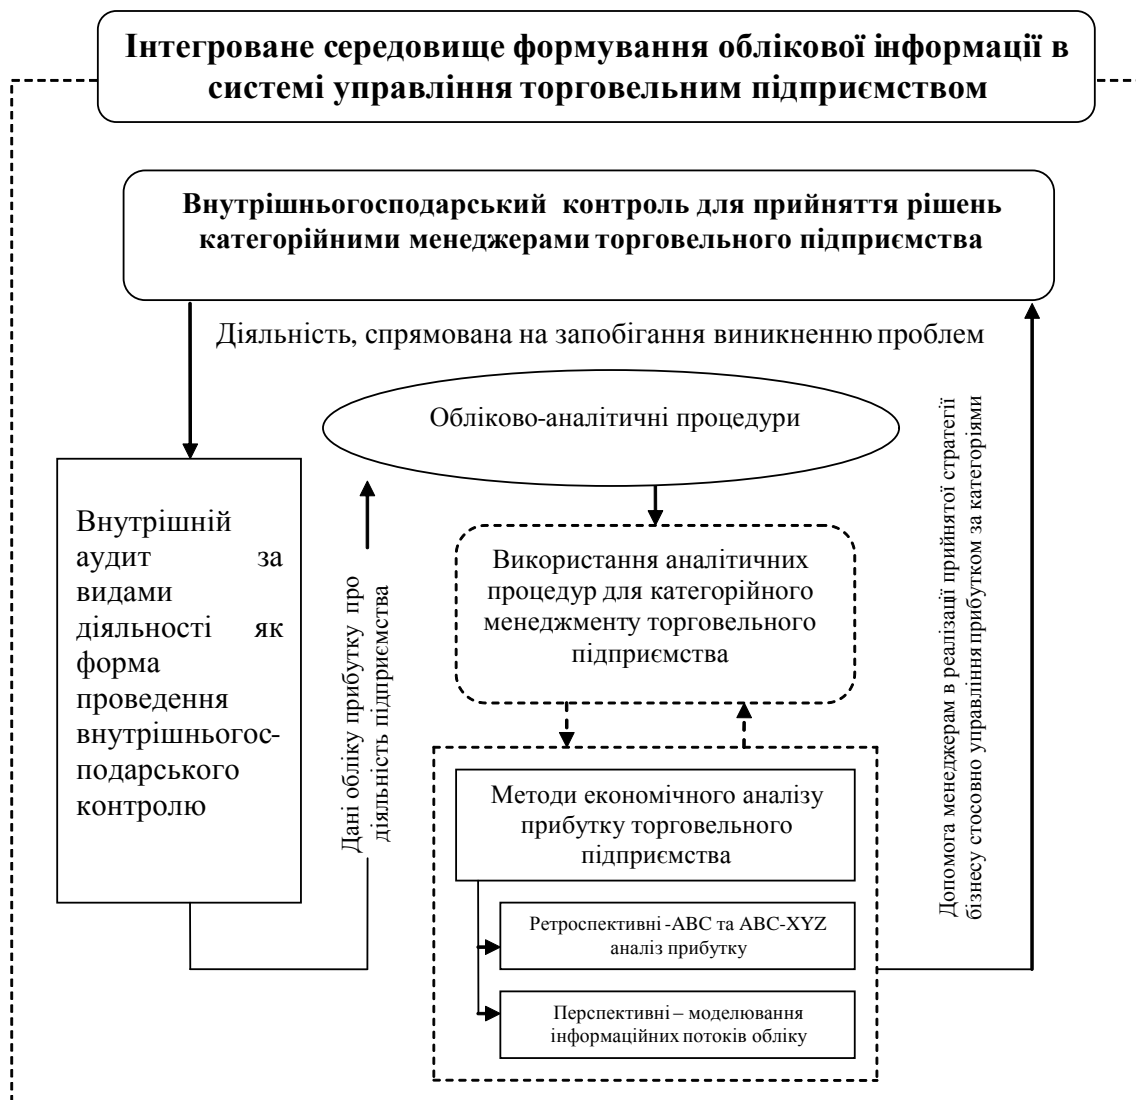 Інтегроване середовище формування облікової інформації в
системі управління торговельним підприємством
Внутрішньогосподарський контроль для прийняття рішень
категорійними менеджерами торговельного підприємства
Діяльність, спрямована на запобігання виникненню проблем
Обліково-аналітичні процедури
Внутрішній
аудит за
видами
діяльності як
форма
проведення
внутрішньогос-
подарського
контролю
Дані обліку прибутку про
діяльність підприємства
Використання аналітичних
процедур для категорійного
менеджменту торговельного
підприємства
Методи економічного аналізу
прибутку торговельного
підприємства
Ретроспективні -АВС та АВС-XYZ
аналіз прибутку
Перспективні – моделювання
інформаційних потоків обліку
Допомога менеджерам в реалізації прийнятої стратегії
бізнесу стосовно управління прибутком за категоріями